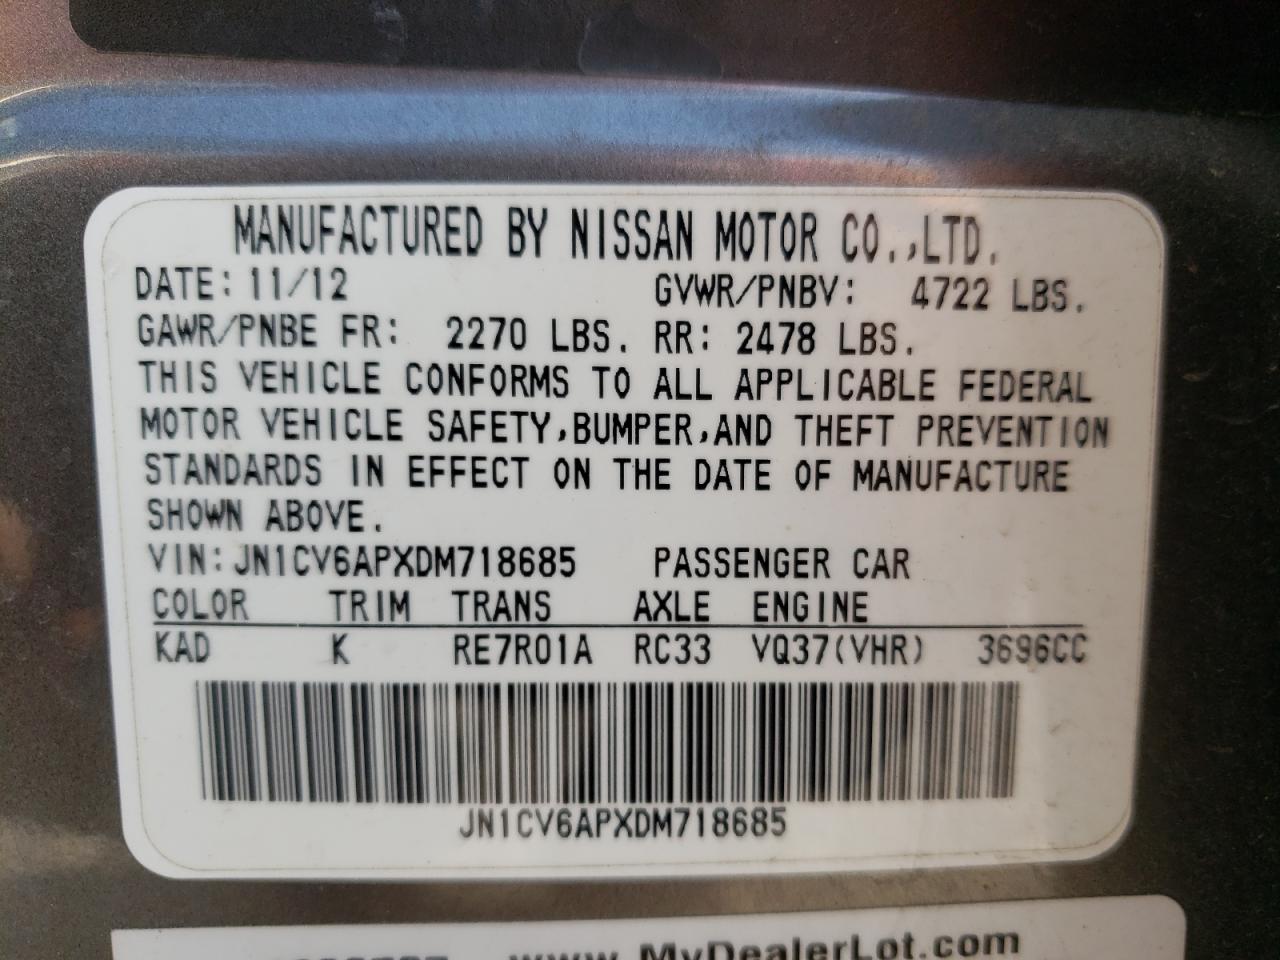 MANUFACTURED BY NISSAN MOTOR CO.,LTD.
DATE: 11/12 GVWR/PNBV: 4722 LBS.
GAWR/PNBE FR: 2270 LBS. RR: 2478 LBS.
THIS VEHICLE CONFORMS TO ALL APPLICABLE FEDERAL
MOTOR VEHICLE SAFETY,BUMPER,AND THEFT PREVENTION
STANDARDS IN EFFECT ON THE DATE OF MANUFACTURE
SHOWN ABOVE.
VIN:JN1CV6APXDM718685 PASSENGER CAR
COLOR TRIM TRANS AXLE ENGINE
KAD K RE7R01A RC33 VQ37(VHR) 3696CC
JN1CV6APXDM718685
www.MyDealerLot.com